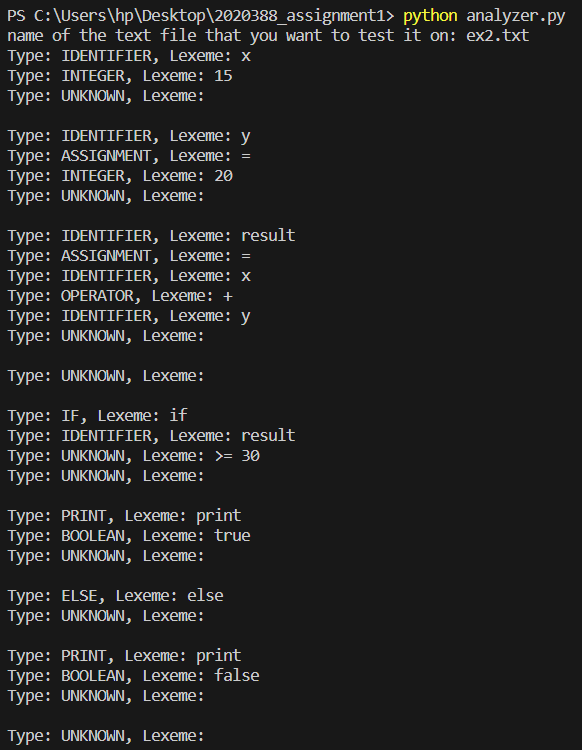 PS C:\Users\hp\Desktop\2020388_assignment1> python analyzer.py
name of the text file that you want to test it on: ex2.txt
Type: IDENTIFIER, Lexeme: x
Type: INTEGER, Lexeme: 15
Type: UNKNOWN, Lexeme:
Type: IDENTIFIER, Lexeme: y
Type: ASSIGNMENT, Lexeme: =
Type: INTEGER, Lexeme: 20
Type: UNKNOWN, Lexeme:
Type: IDENTIFIER, Lexeme: result
Type: ASSIGNMENT, Lexeme: =
Type: IDENTIFIER, Lexeme: x
Type: OPERATOR, Lexeme: +
Type: IDENTIFIER, Lexeme: y
Type: UNKNOWN, Lexeme:
Type: UNKNOWN, Lexeme:
Type: IF, Lexeme: if
Type: IDENTIFIER, Lexeme: result
Type: UNKNOWN, Lexeme: >= 30
Type: UNKNOWN, Lexeme:
Type: PRINT, Lexeme: print
Type: BOOLEAN, Lexeme: true
Type: UNKNOWN, Lexeme:
Type: ELSE, Lexeme: else
Type: UNKNOWN, Lexeme:
Type: PRINT, Lexeme: print
Type: BOOLEAN, Lexeme: false
Type: UNKNOWN, Lexeme:
Type: UNKNOWN, Lexeme: